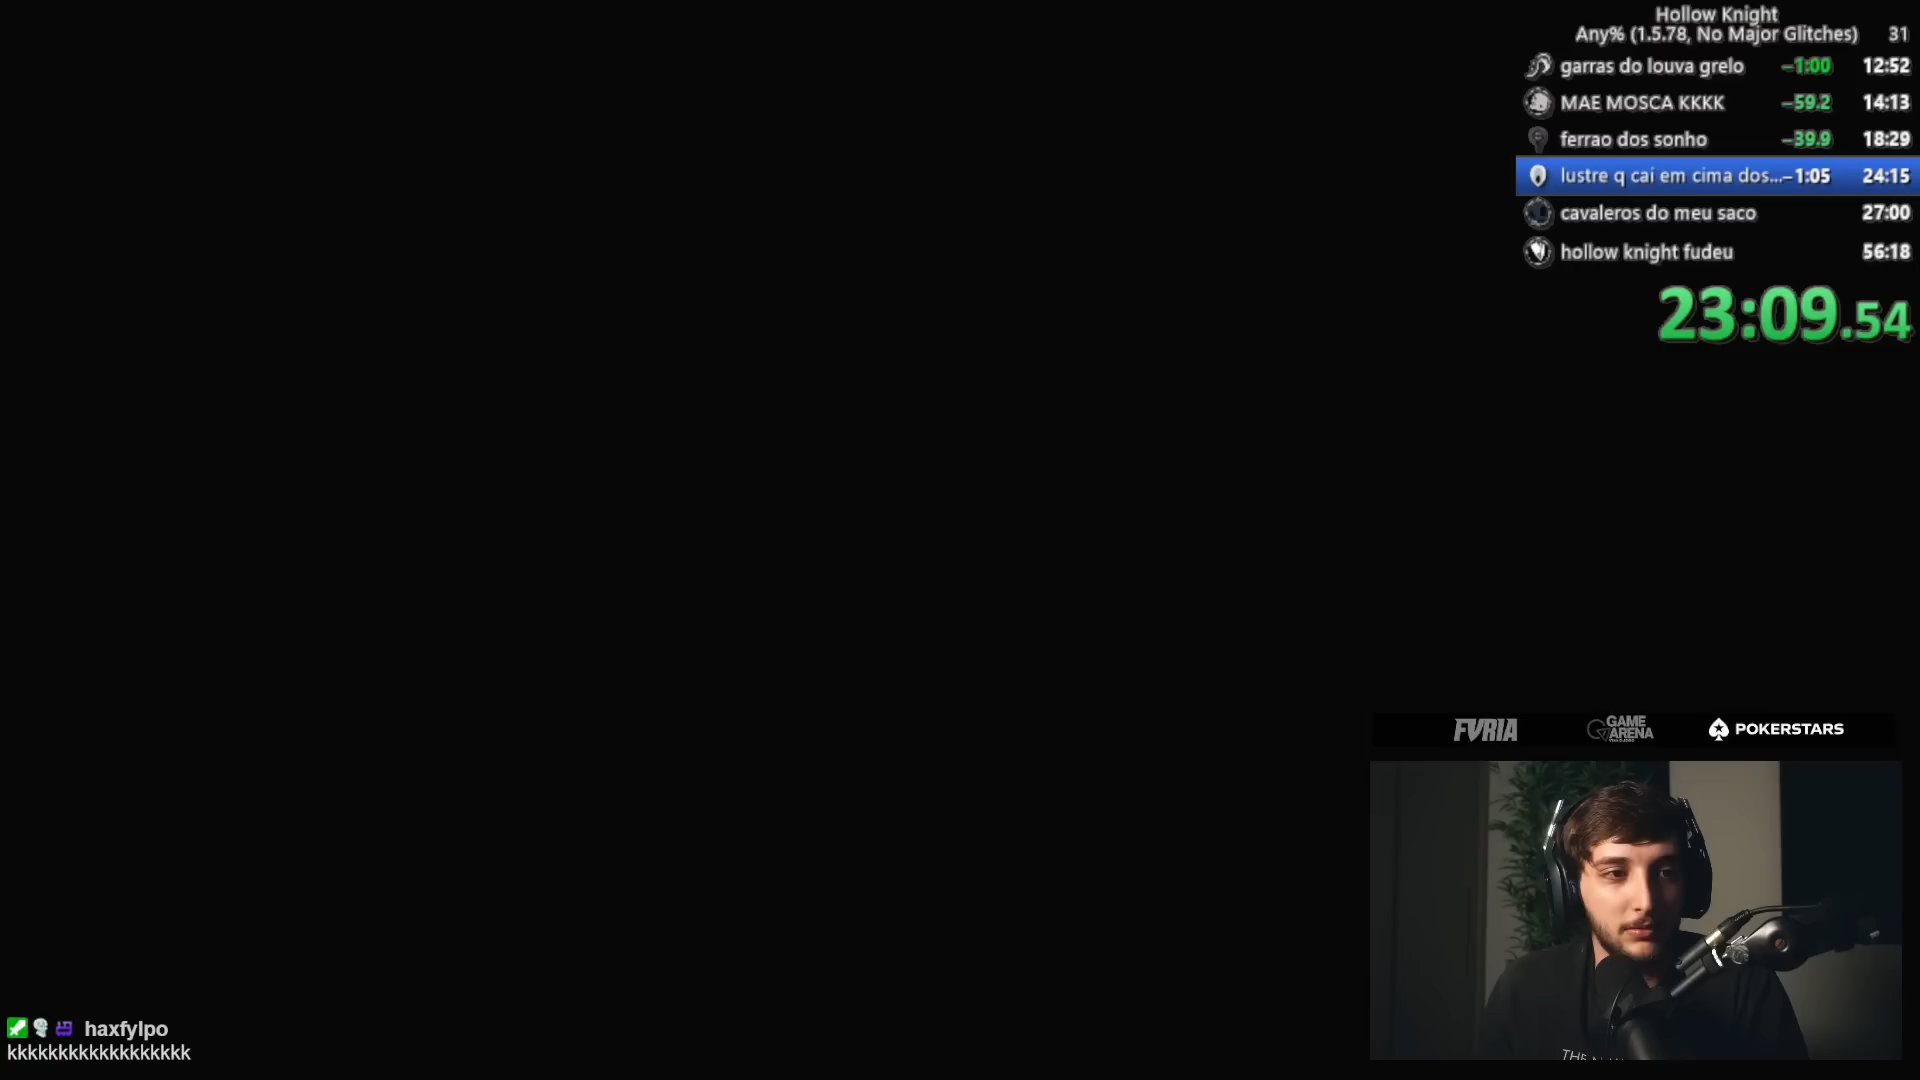 Hollow Knight
Any% (1.5.78, No Major Glitches) 31
garras do louva grelo −1:00 12:52
MAE MOSCA KKKK −59.2 14:13
ferrao dos sonho −39.9 18:29
lustre q cai em cima dos... −1:05 24:15
cavaleros do meu saco 27:00
hollow knight fudeu 56:18
23:09.54
FVRIA GAME ARENA POKERSTARS
haxfylpo
kkkkkkkkkkkkkkkkkk